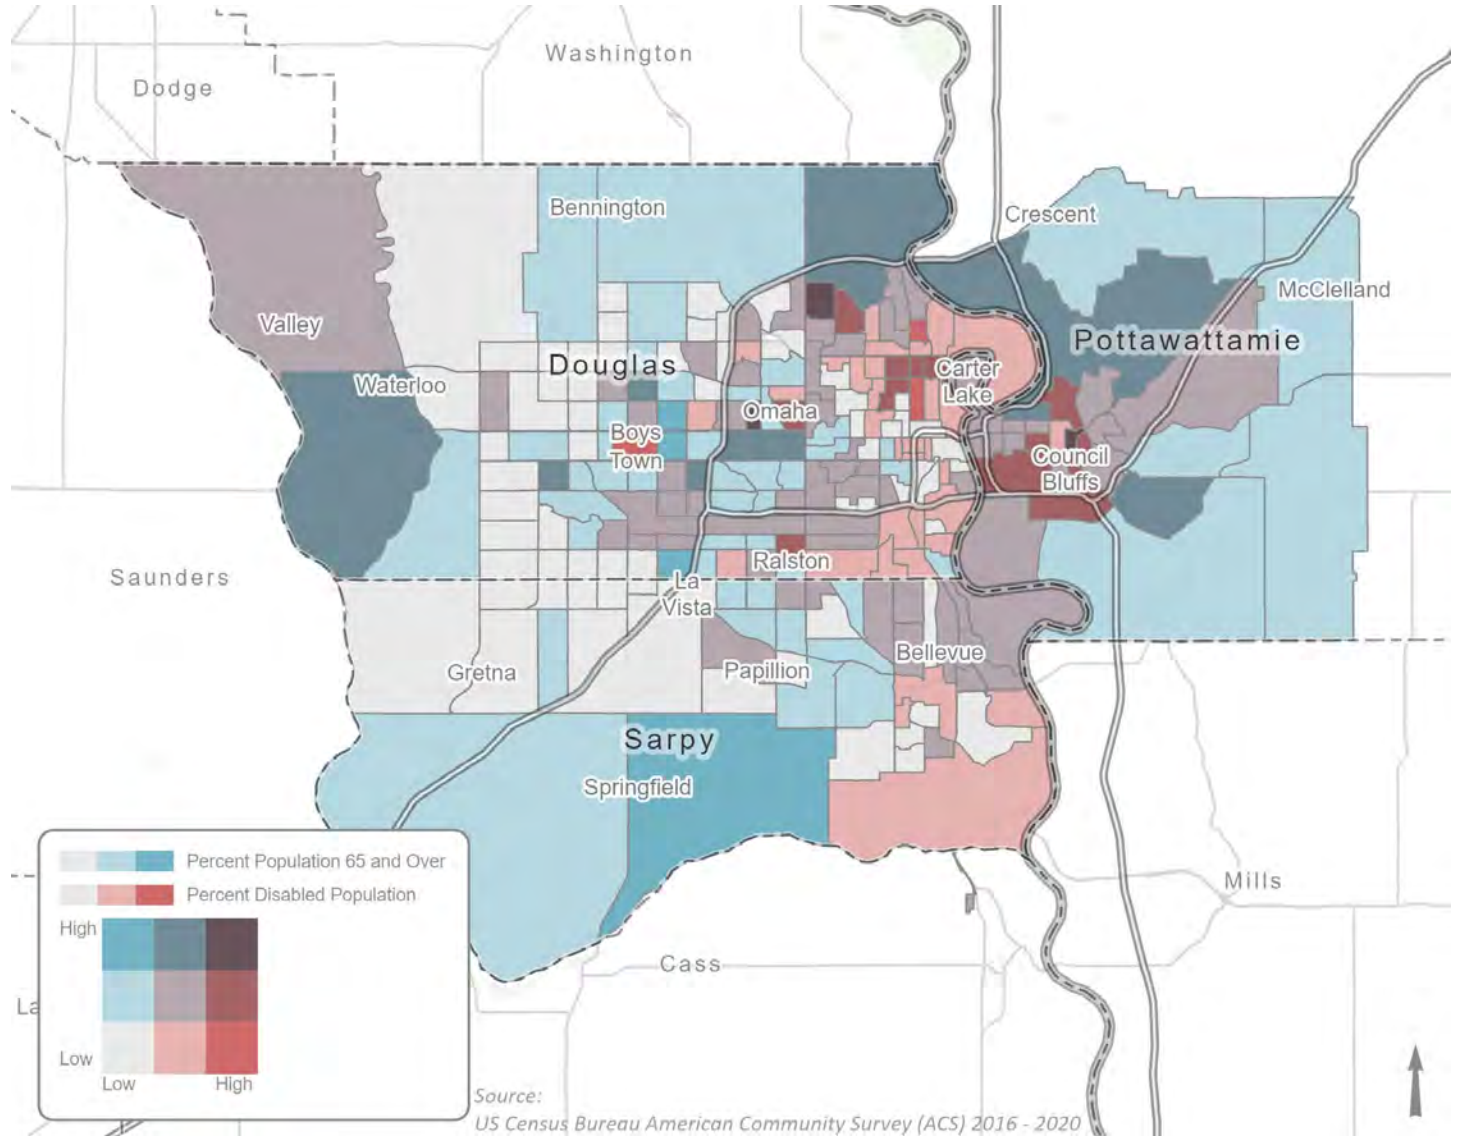 Washington
Dodge
Bennington
Crescent
McClelland
Valley
Pottawattamie
Douglas
Waterloo
Carter
Lake
Omaha
Boys
Town
Council
Bluffs
Saunders
Ralston
La
Vista
Gretna
Papillion
Bellevue
Sarpy
Springfield
Percent Population 65 and Over
Percent Disabled Population
High
Low
Low
High
Mills
Cass
La
Source:
US Census Bureau American Community Survey (ACS) 2016 - 2020